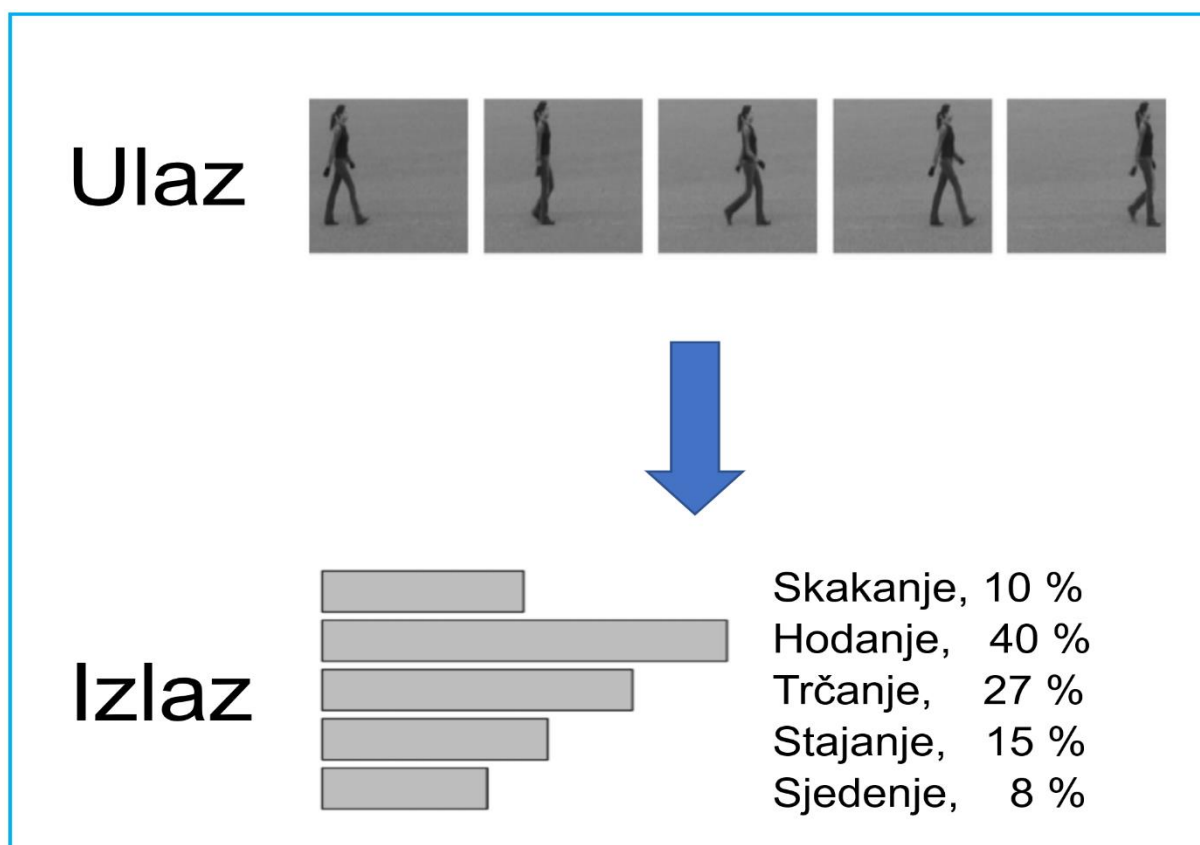 Ulaz
Izlaz
Skakanje, 10 %
Hodanje, 40 %
Trčanje, 27 %
Stajanje, 15 %
Sjedenje, 8 %